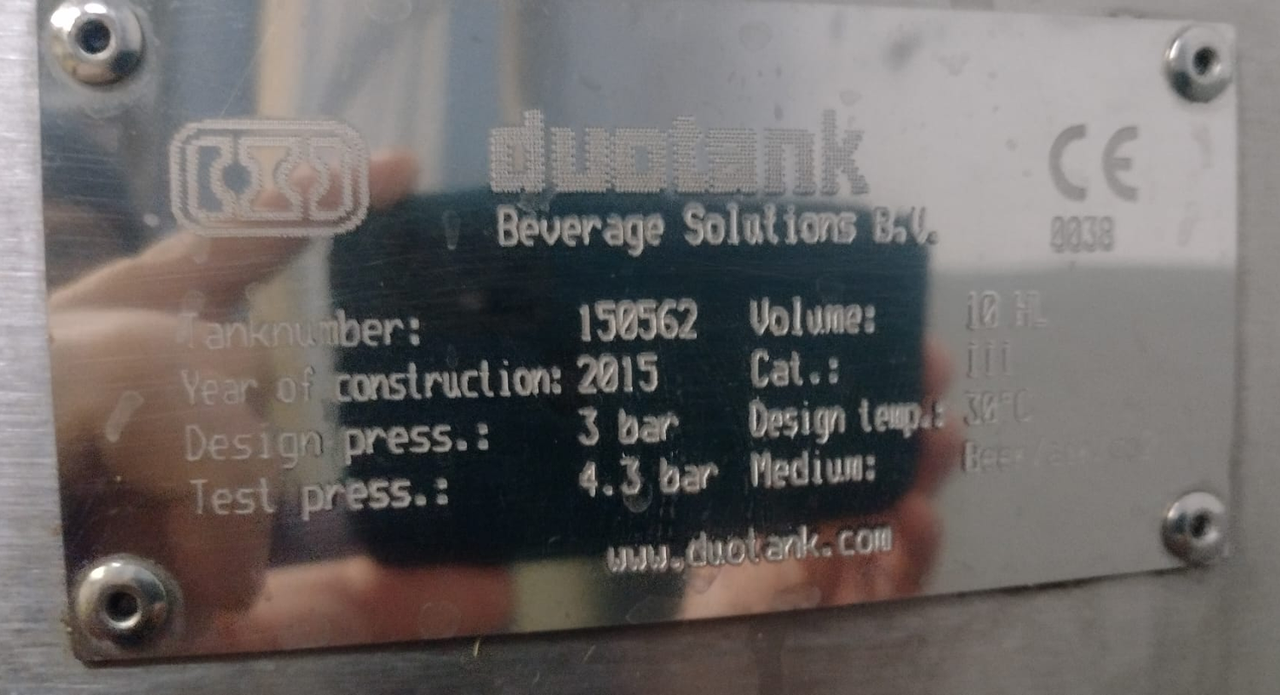 duotank
CE
Beverage Solutions B.V.
0038
Tanknumber: 150562 Volume: 10 HL
Year of construction: 2015 Cat.: iii
Design press.: 3 bar Design temp.: 30°C
Test press.: 4.3 bar Medium:
www.duotank.com